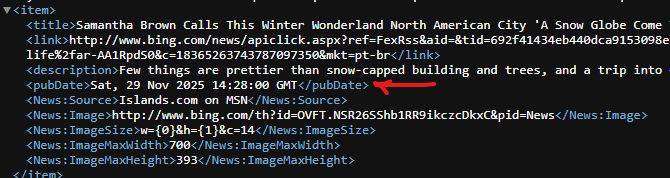 <item>
<title>Samantha Brown Calls This Winter Wonderland North American City 'A Snow Globe Come
<link>http://www.bing.com/news/apiclick.aspx?ref=FexRss&aid=&tid=692f41434eb440dca9153098e
life%2far-AA1RpdS0&c=18365263743787097350&mkt=pt-br</link>
<description>Few things are prettier than snow-capped building and trees, and a trip into
<pubDate>Sat, 29 Nov 2025 14:28:00 GMT</pubDate>
<News:Source>Islands.com on MSN</News:Source>
<News:Image>http://www.bing.com/th?id=OVFT.NSR26SShb1RR9ikczcDkxC&pid=News</News:Image>
<News:ImageSize>w={0}&h={1}&c=14</News:ImageSize>
<News:ImageMaxWidth>700</News:ImageMaxWidth>
<News:ImageMaxHeight>393</News:ImageMaxHeight>
</item>